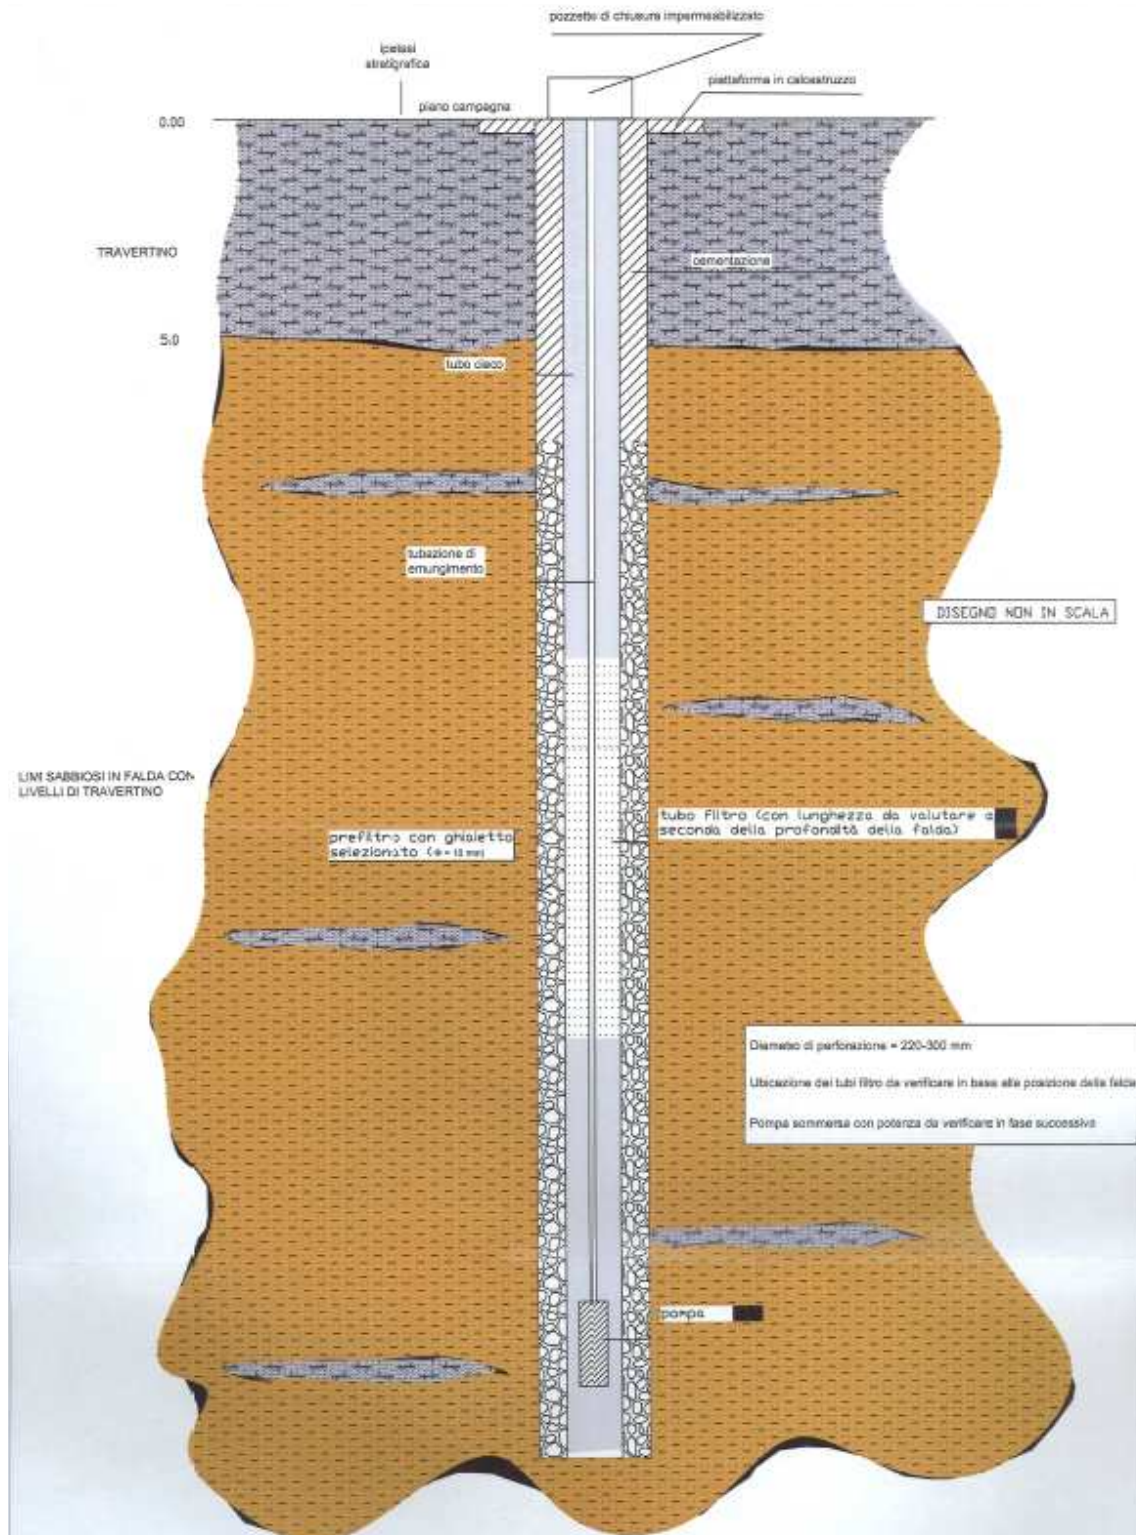 pozzetto di chiusura impermeabilizzato
ipotesi
stratigrafica
piattaforma in calcestruzzo
piano campagna
0.00
TRAVERTINO
cementazione
5.0
tubo cieco
tubazione di
emungimento
DISEGNO NON IN SCALA
LIMI SABBIOSI IN FALDA CON
LIVELLI DI TRAVERTINO
tubo filtro (con lunghezza da valutare a
seconda della profondità della falda)
prefiltro con ghiaietto
selezionato (Φ = 10 mm)
Diametro di perforazione = 220-300 mm
Ubicazione dei tubi filtro da verificare in base alla posizione della falda
Pompa sommersa con potenza da verificare in fase successiva
pompa